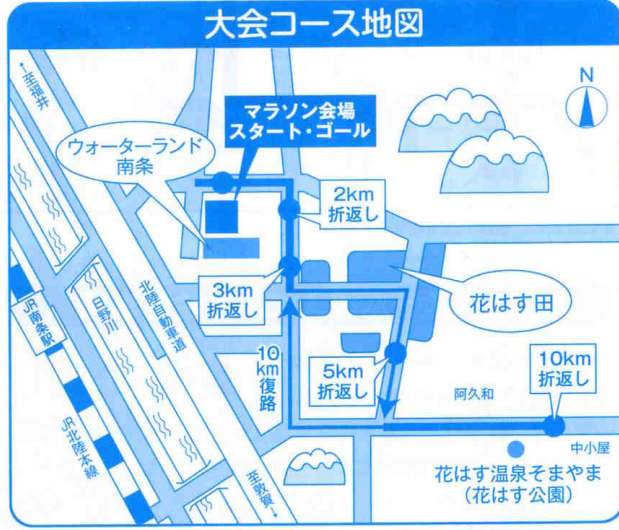 大会コース地図
↑至福井
N
マラソン会場
スタート・ゴール
ウォーターランド
南条
2km
折返し
3km
折返し
花はす田
JR南条駅
日野川
北陸自動車道
10km復路
5km
折返し
10km
折返し
阿久和
中小屋
JR北陸本線
至敦賀↓
花はす温泉そまやま
(花はす公園)